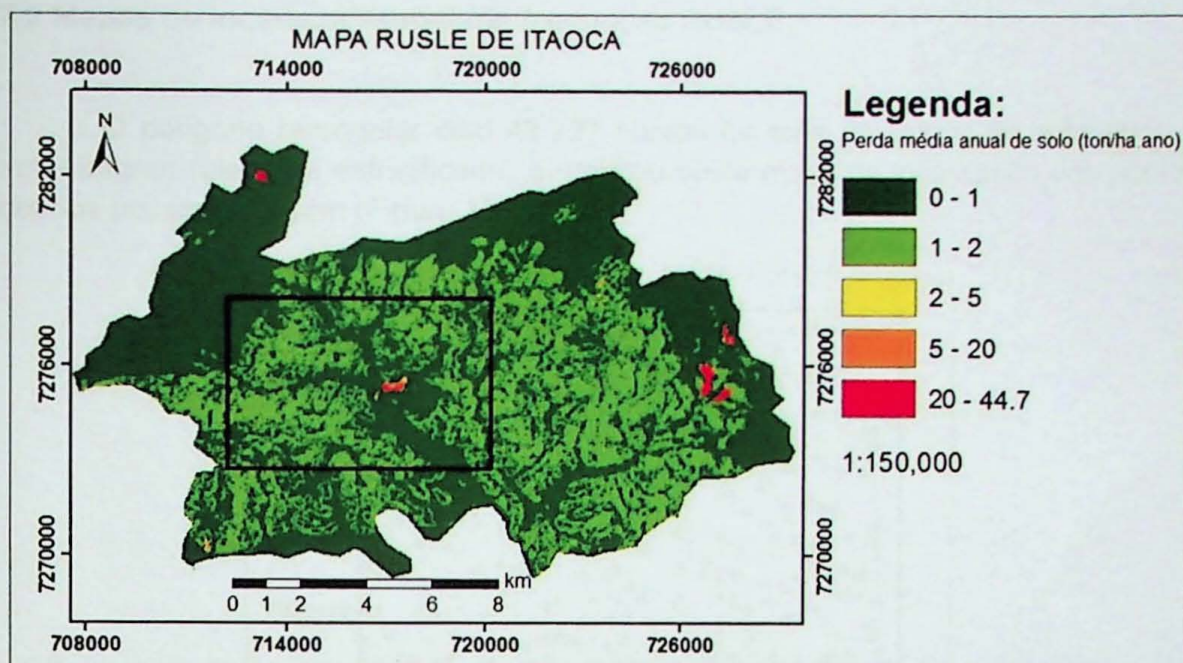 MAPA RUSLE DE ITAOCA
708000 714000 720000 726000
N
7282000 7282000
7276000 7276000
7270000 7270000
km
0 1 2 4 6 8
708000 714000 720000 726000
Legenda:
Perda média anual de solo (ton/ha.ano)
0 - 1
1 - 2
2 - 5
5 - 20
20 - 44.7
1:150,000